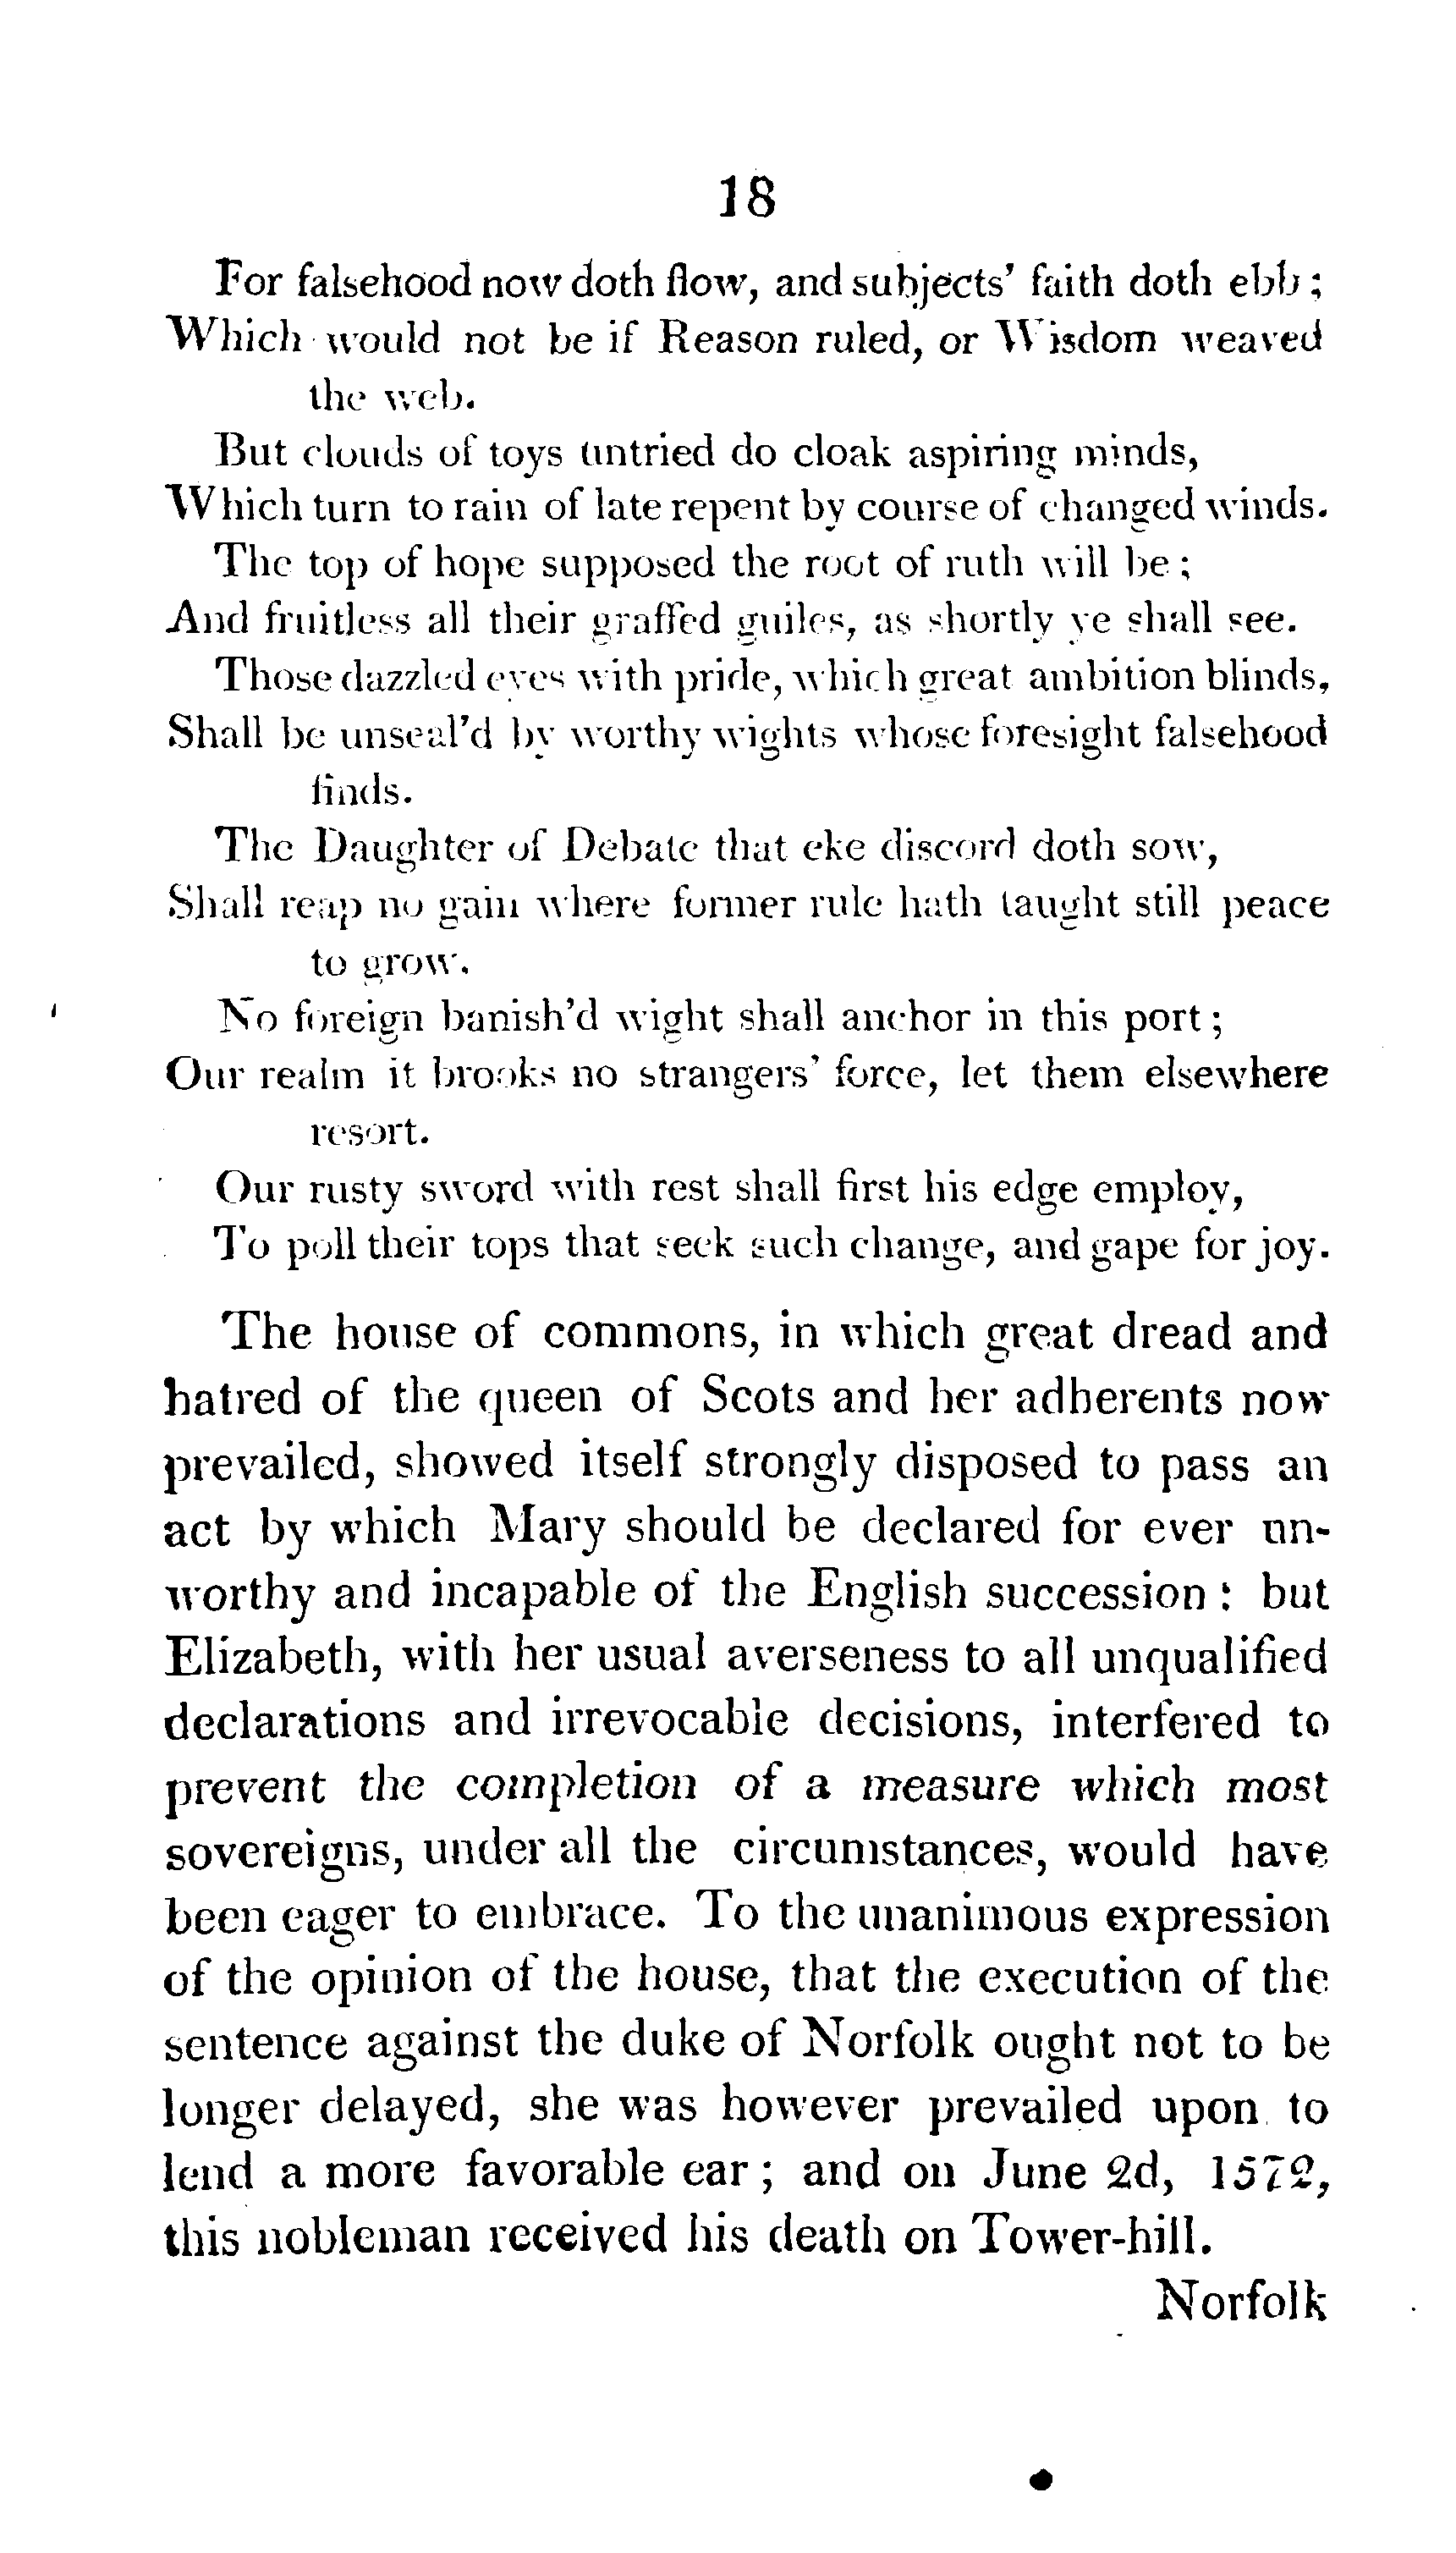 18
For falsehood now doth flow, and subjects' faith doth ebb;
Which would not be if Reason ruled, or Wisdom weaved
the web.
But clouds of toys untried do cloak aspiring minds,
Which turn to rain of late repent by course of changed winds.
The top of hope supposed the root of ruth will be;
And fruitless all their graffed guiles, as shortly ye shall see.
Those dazzled eyes with pride, which great ambition blinds,
Shall be unseal'd by worthy wights whose foresight falsehood
finds.
The Daughter of Debate that eke discord doth sow,
Shall reap no gain where former rule hath taught still peace
to grow.
No foreign banish'd wight shall anchor in this port;
Our realm it brooks no strangers' force, let them elsewhere
resort.
Our rusty sword with rest shall first his edge employ,
To poll their tops that seek such change, and gape for joy.
The house of commons, in which great dread and
hatred of the queen of Scots and her adherents now
prevailed, showed itself strongly disposed to pass an
act by which Mary should be declared for ever un-
worthy and incapable of the English succession: but
Elizabeth, with her usual averseness to all unqualified
declarations and irrevocable decisions, interfered to
prevent the completion of a measure which most
sovereigns, under all the circumstances, would have
been eager to embrace. To the unanimous expression
of the opinion of the house, that the execution of the
sentence against the duke of Norfolk ought not to be
longer delayed, she was however prevailed upon to
lend a more favorable ear; and on June 2d, 1572,
this nobleman received his death on Tower-hill.
Norfolk